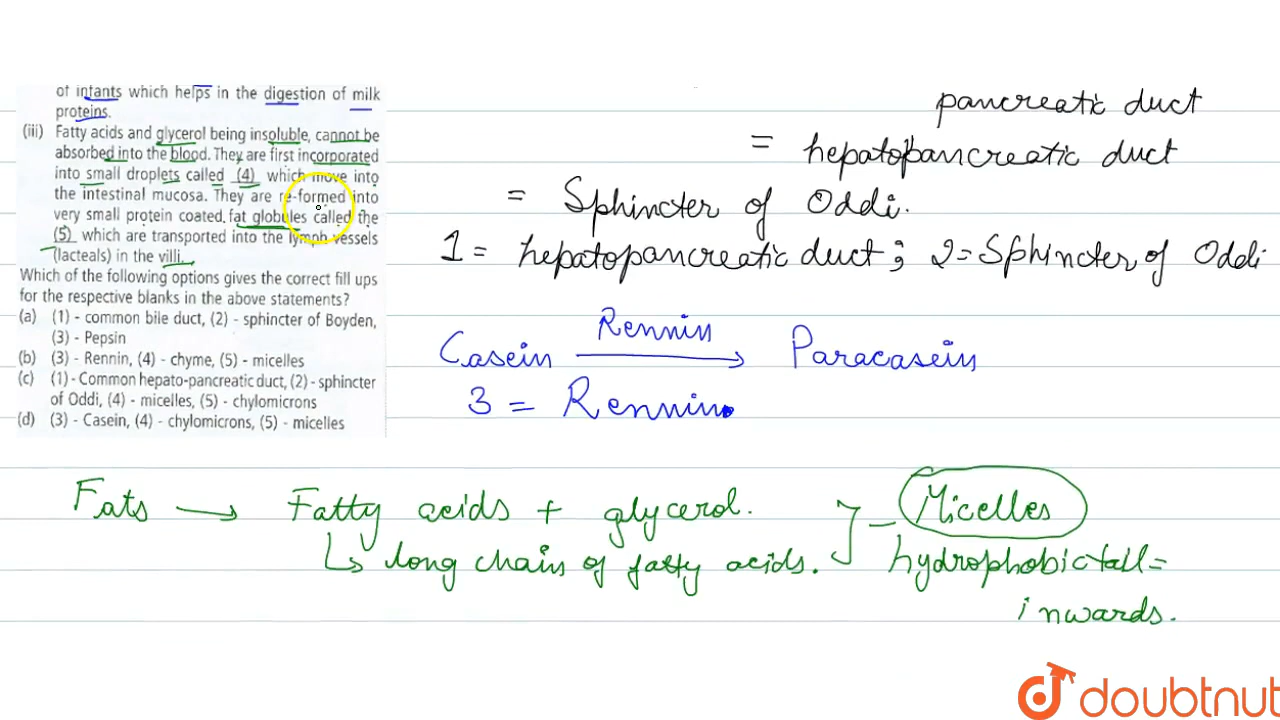 of infants which helps in the digestion of milk
proteins.
(iii) Fatty acids and glycerol being insoluble, cannot be
absorbed into the blood. They are first incorporated
into small droplets called (4) which move into
the intestinal mucosa. They are re-formed into
very small protein coated fat globules called the
(5) which are transported into the lymph vessels
(lacteals) in the villi.
Which of the following options gives the correct fill ups
for the respective blanks in the above statements?
(a) (1) - common bile duct, (2) - sphincter of Boyden,
(3) - Pepsin
(b) (3) - Rennin, (4) - chyme, (5) - micelles
(c) (1) - Common hepato-pancreatic duct, (2) - sphincter
of Oddi, (4) - micelles, (5) - chylomicrons
(d) (3) - Casein, (4) - chylomicrons, (5) - micelles
pancreatic duct
= hepatopancreatic duct
= Sphincter of Oddi.
1 = hepatopancreatic duct; 2 = Sphincter of Oddi
Casein Rennin → Paracasein
3 = Rennin.
Fats → Fatty acids + glycerol. } - Micelles
↳ long chain of fatty acids. hydrophobic tail =
inwards.
doubtnut